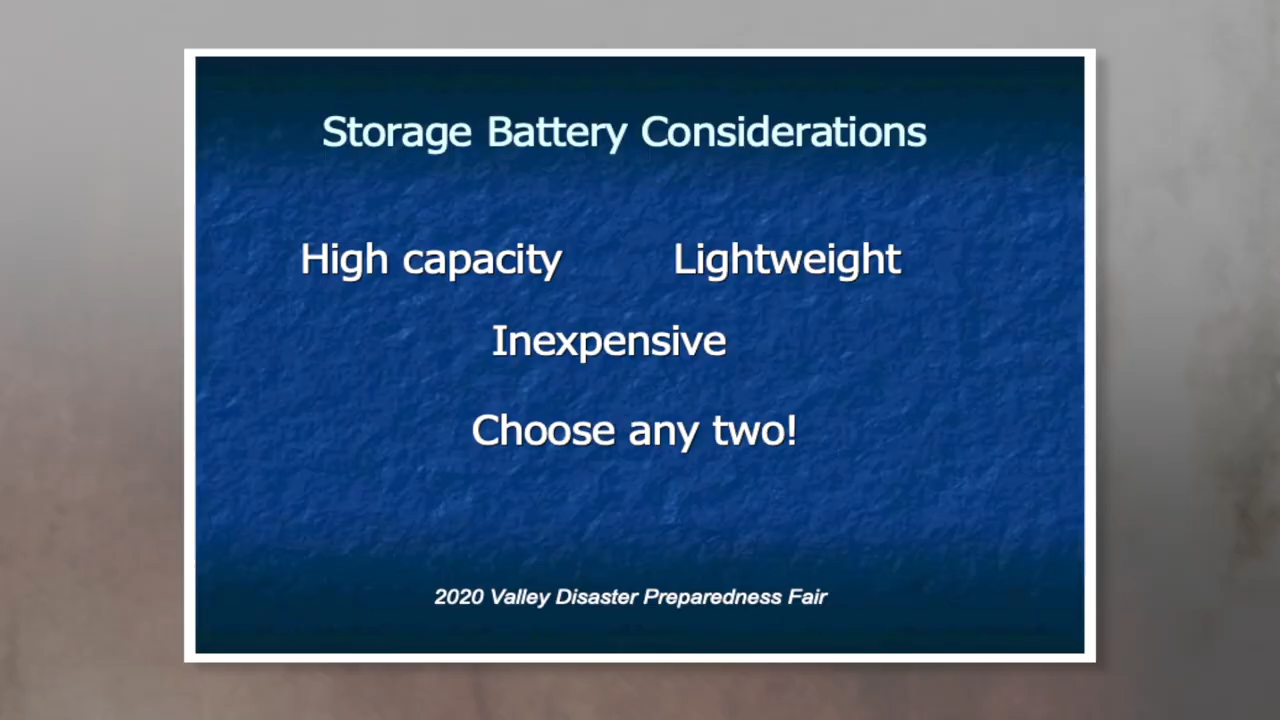 Storage Battery Considerations
High capacity Lightweight
Inexpensive
Choose any two!
2020 Valley Disaster Preparedness Fair